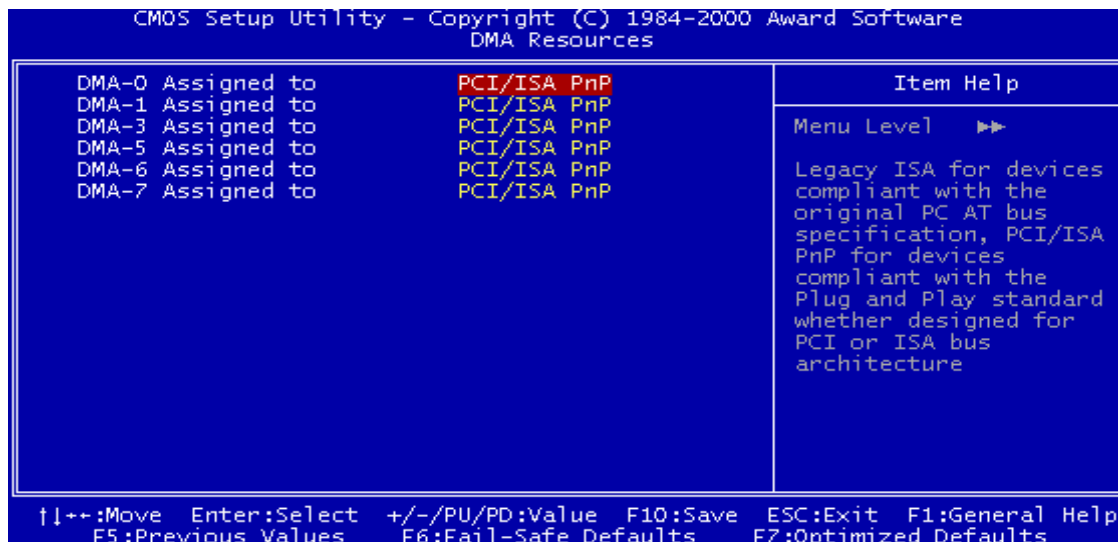 CMOS Setup Utility - Copyright (C) 1984-2000 Award Software
DMA Resources
DMA-0 Assigned to PCI/ISA PnP
DMA-1 Assigned to PCI/ISA PnP
DMA-3 Assigned to PCI/ISA PnP
DMA-5 Assigned to PCI/ISA PnP
DMA-6 Assigned to PCI/ISA PnP
DMA-7 Assigned to PCI/ISA PnP
Item Help
Menu Level ►►
Legacy ISA for devices
compliant with the
original PC AT bus
specification, PCI/ISA
PnP for devices
compliant with the
Plug and Play standard
whether designed for
PCI or ISA bus
architecture
↑↓←→:Move Enter:Select +/-/PU/PD:Value F10:Save ESC:Exit F1:General Help
F5:Previous Values F6:Fail-Safe Defaults F7:Optimized Defaults